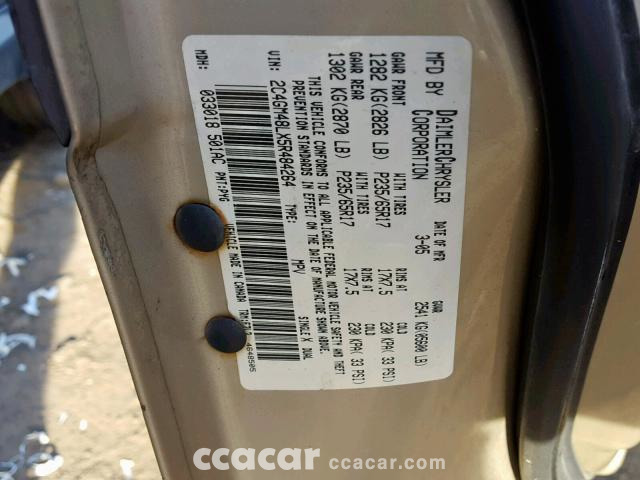 MFD BY DAIMLERCHRYSLER CORPORATION
DATE OF MFR 3-05
GVWR 2541 KG(05600 LB)
GAWR FRONT WITH TIRES RIMS AT COLD
1282 KG(2826 LB) P235/65R17 17X7.5 230 KPA( 33 PSI)
GAWR REAR WITH TIRES RIMS AT COLD
1302 KG(2870 LB) P235/65R17 17X7.5 230 KPA( 33 PSI)
THIS VEHICLE CONFORMS TO ALL APPLICABLE FEDERAL MOTOR VEHICLE SAFETY AND THEFT
PREVENTION STANDARDS IN EFFECT ON THE DATE OF MANUFACTURE SHOWN ABOVE.
VIN: TYPE: MPV SINGLE X DUAL
MDH: 033018 501AC PNT:PMG VEHICLE MADE IN CANADA
ccacar ccacar.com